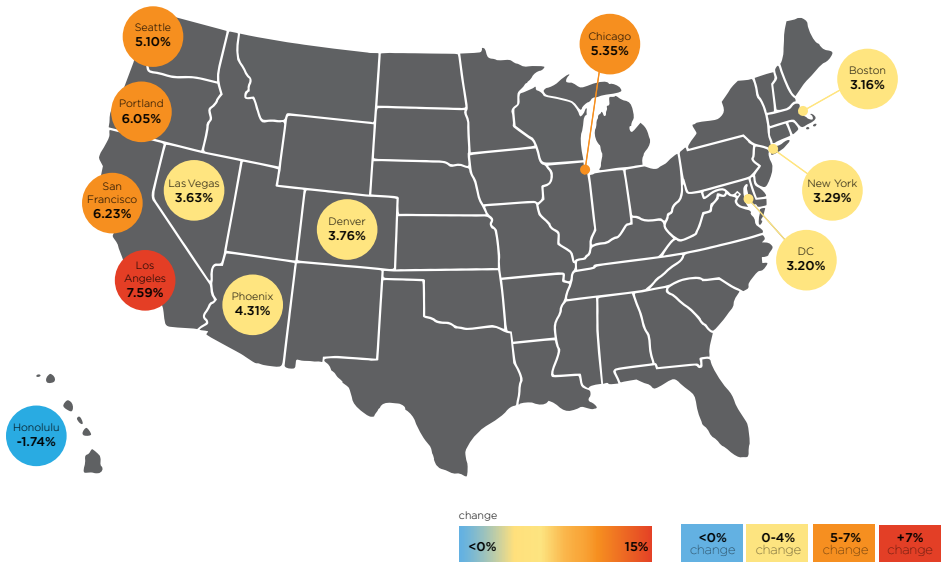 Seattle
5.10%
Chicago
5.35%
Boston
3.16%
Portland
6.05%
San
Francisco
6.23%
Las Vegas
3.63%
New York
3.29%
Denver
3.76%
DC
3.20%
Los
Angeles
7.59%
Phoenix
4.31%
Honolulu
-1.74%
change
<0%
15%
<0%
change
0-4%
change
5-7%
change
+7%
change